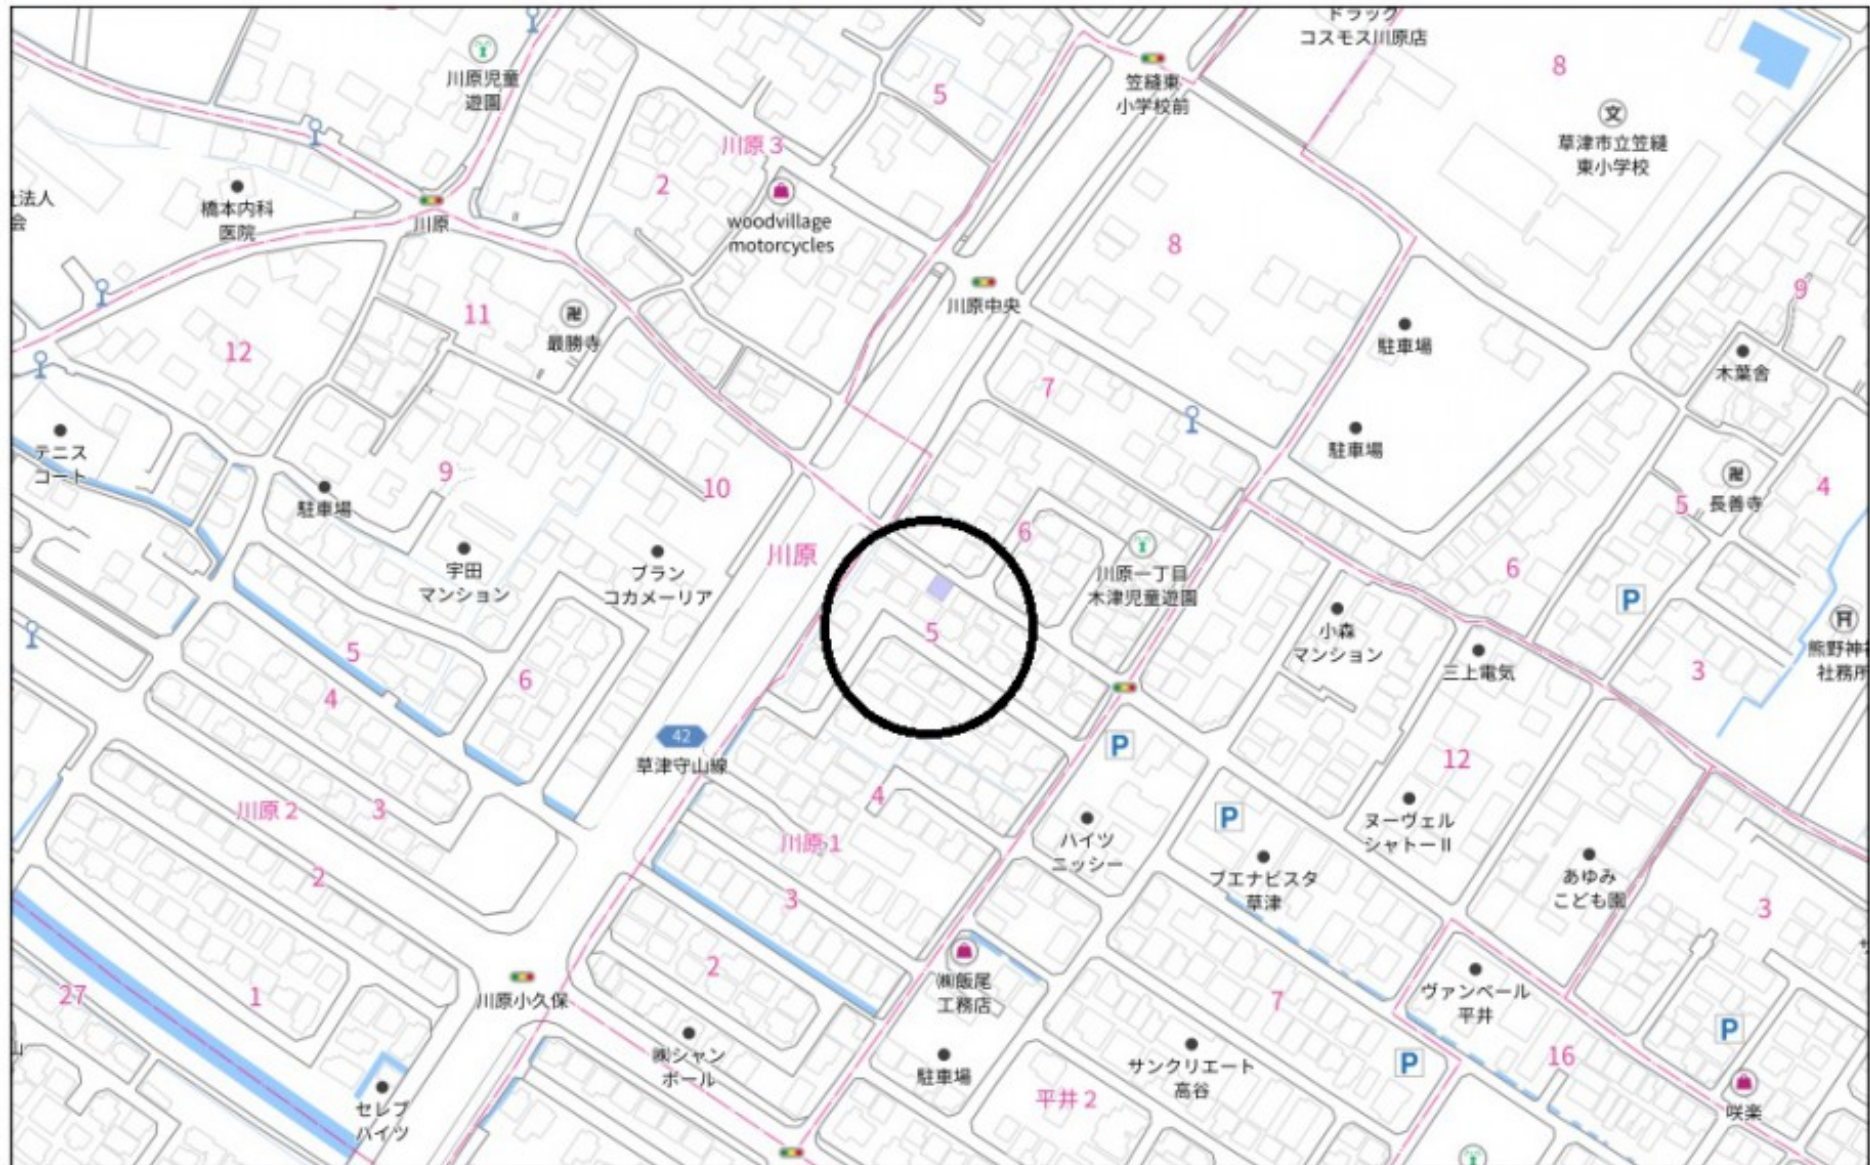 ドラッグ
コスモス川原店
8
川原児童
遊園
5
笠縫東
小学校前
文
草津市立笠縫
東小学校
川原 3
2
橋本内科
医院
川原
woodvillage
motorcycles
8
9
川原中央
11
卍
最勝寺
12
駐車場
木葉舎
7
テニス
コート
駐車場
9
駐車場
10
卍
長善寺
5
4
6
川原
宇田
マンション
ブラン
コカメーリア
川原一丁目
木津児童遊園
6
P
5
小森
マンション
三上電気
熊野神社
社務所
3
5
6
4
42
草津守山線
P
12
川原 2
3
4
P
ヌーヴェル
シャトーⅡ
川原 1
ハイツ
ニッシー
2
ブエナビスタ
草津
あゆみ
こども園
3
3
2
㈱飯尾
工務店
27
1
川原小久保
7
ヴァンベール
平井
P
㈱シャン
ボール
駐車場
サンクリエート
高谷
P
16
平井 2
セレブ
ハイツ
咲楽